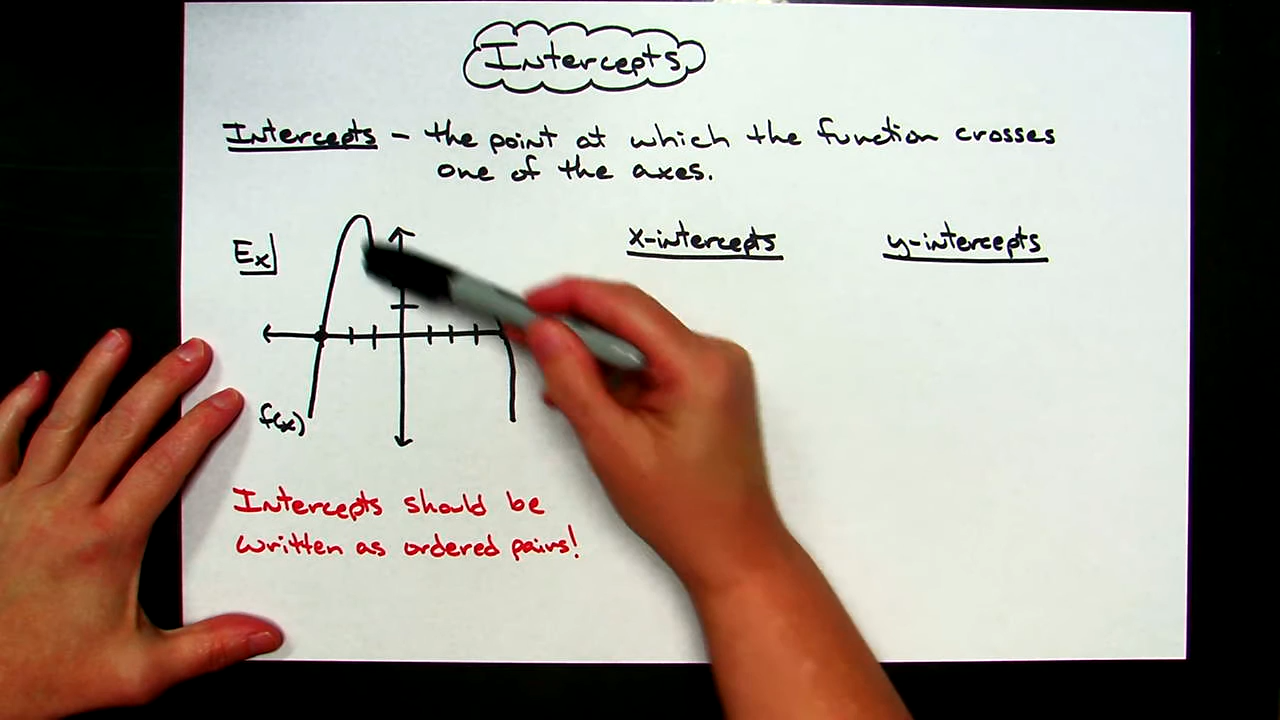 Intercepts
Intercepts - the point at which the function crosses
one of the axes.
Ex
x-intercepts
y-intercepts
f(x)
Intercepts should be
written as ordered pairs!